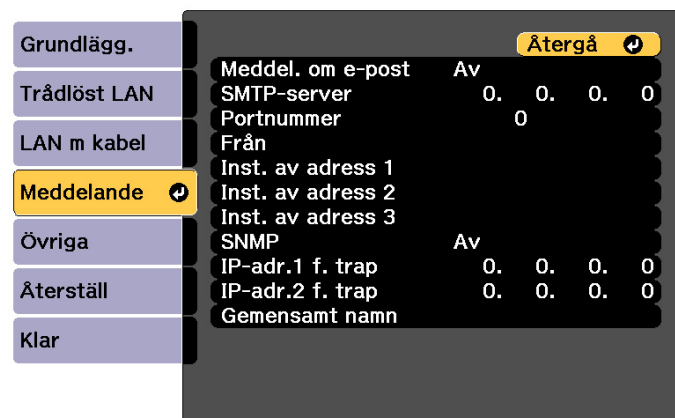 Grundlägg.
Trådlöst LAN
LAN m kabel
Meddelande
Övriga
Återställ
Klar
Återgå
Meddel. om e-post Av
SMTP-server 0. 0. 0. 0
Portnummer 0
Från
Inst. av adress 1
Inst. av adress 2
Inst. av adress 3
SNMP Av
IP-adr.1 f. trap 0. 0. 0. 0
IP-adr.2 f. trap 0. 0. 0. 0
Gemensamt namn